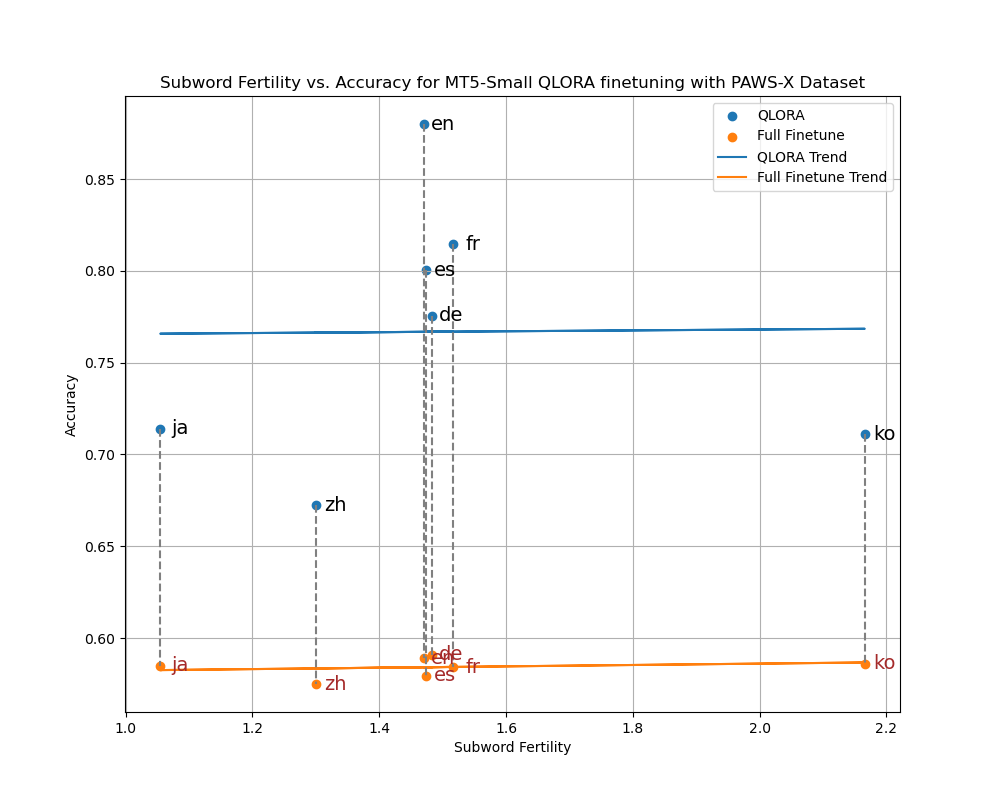 Subword Fertility vs. Accuracy for MT5-Small QLORA finetuning with PAWS-X Dataset
QLORA
Full Finetune
QLORA Trend
Full Finetune Trend
en
fr
es
de
ja
ko
zh
de
en
ja
fr
ko
es
zh
0.85
0.80
0.75
0.70
0.65
0.60
Accuracy
1.0 1.2 1.4 1.6 1.8 2.0 2.2
Subword Fertility